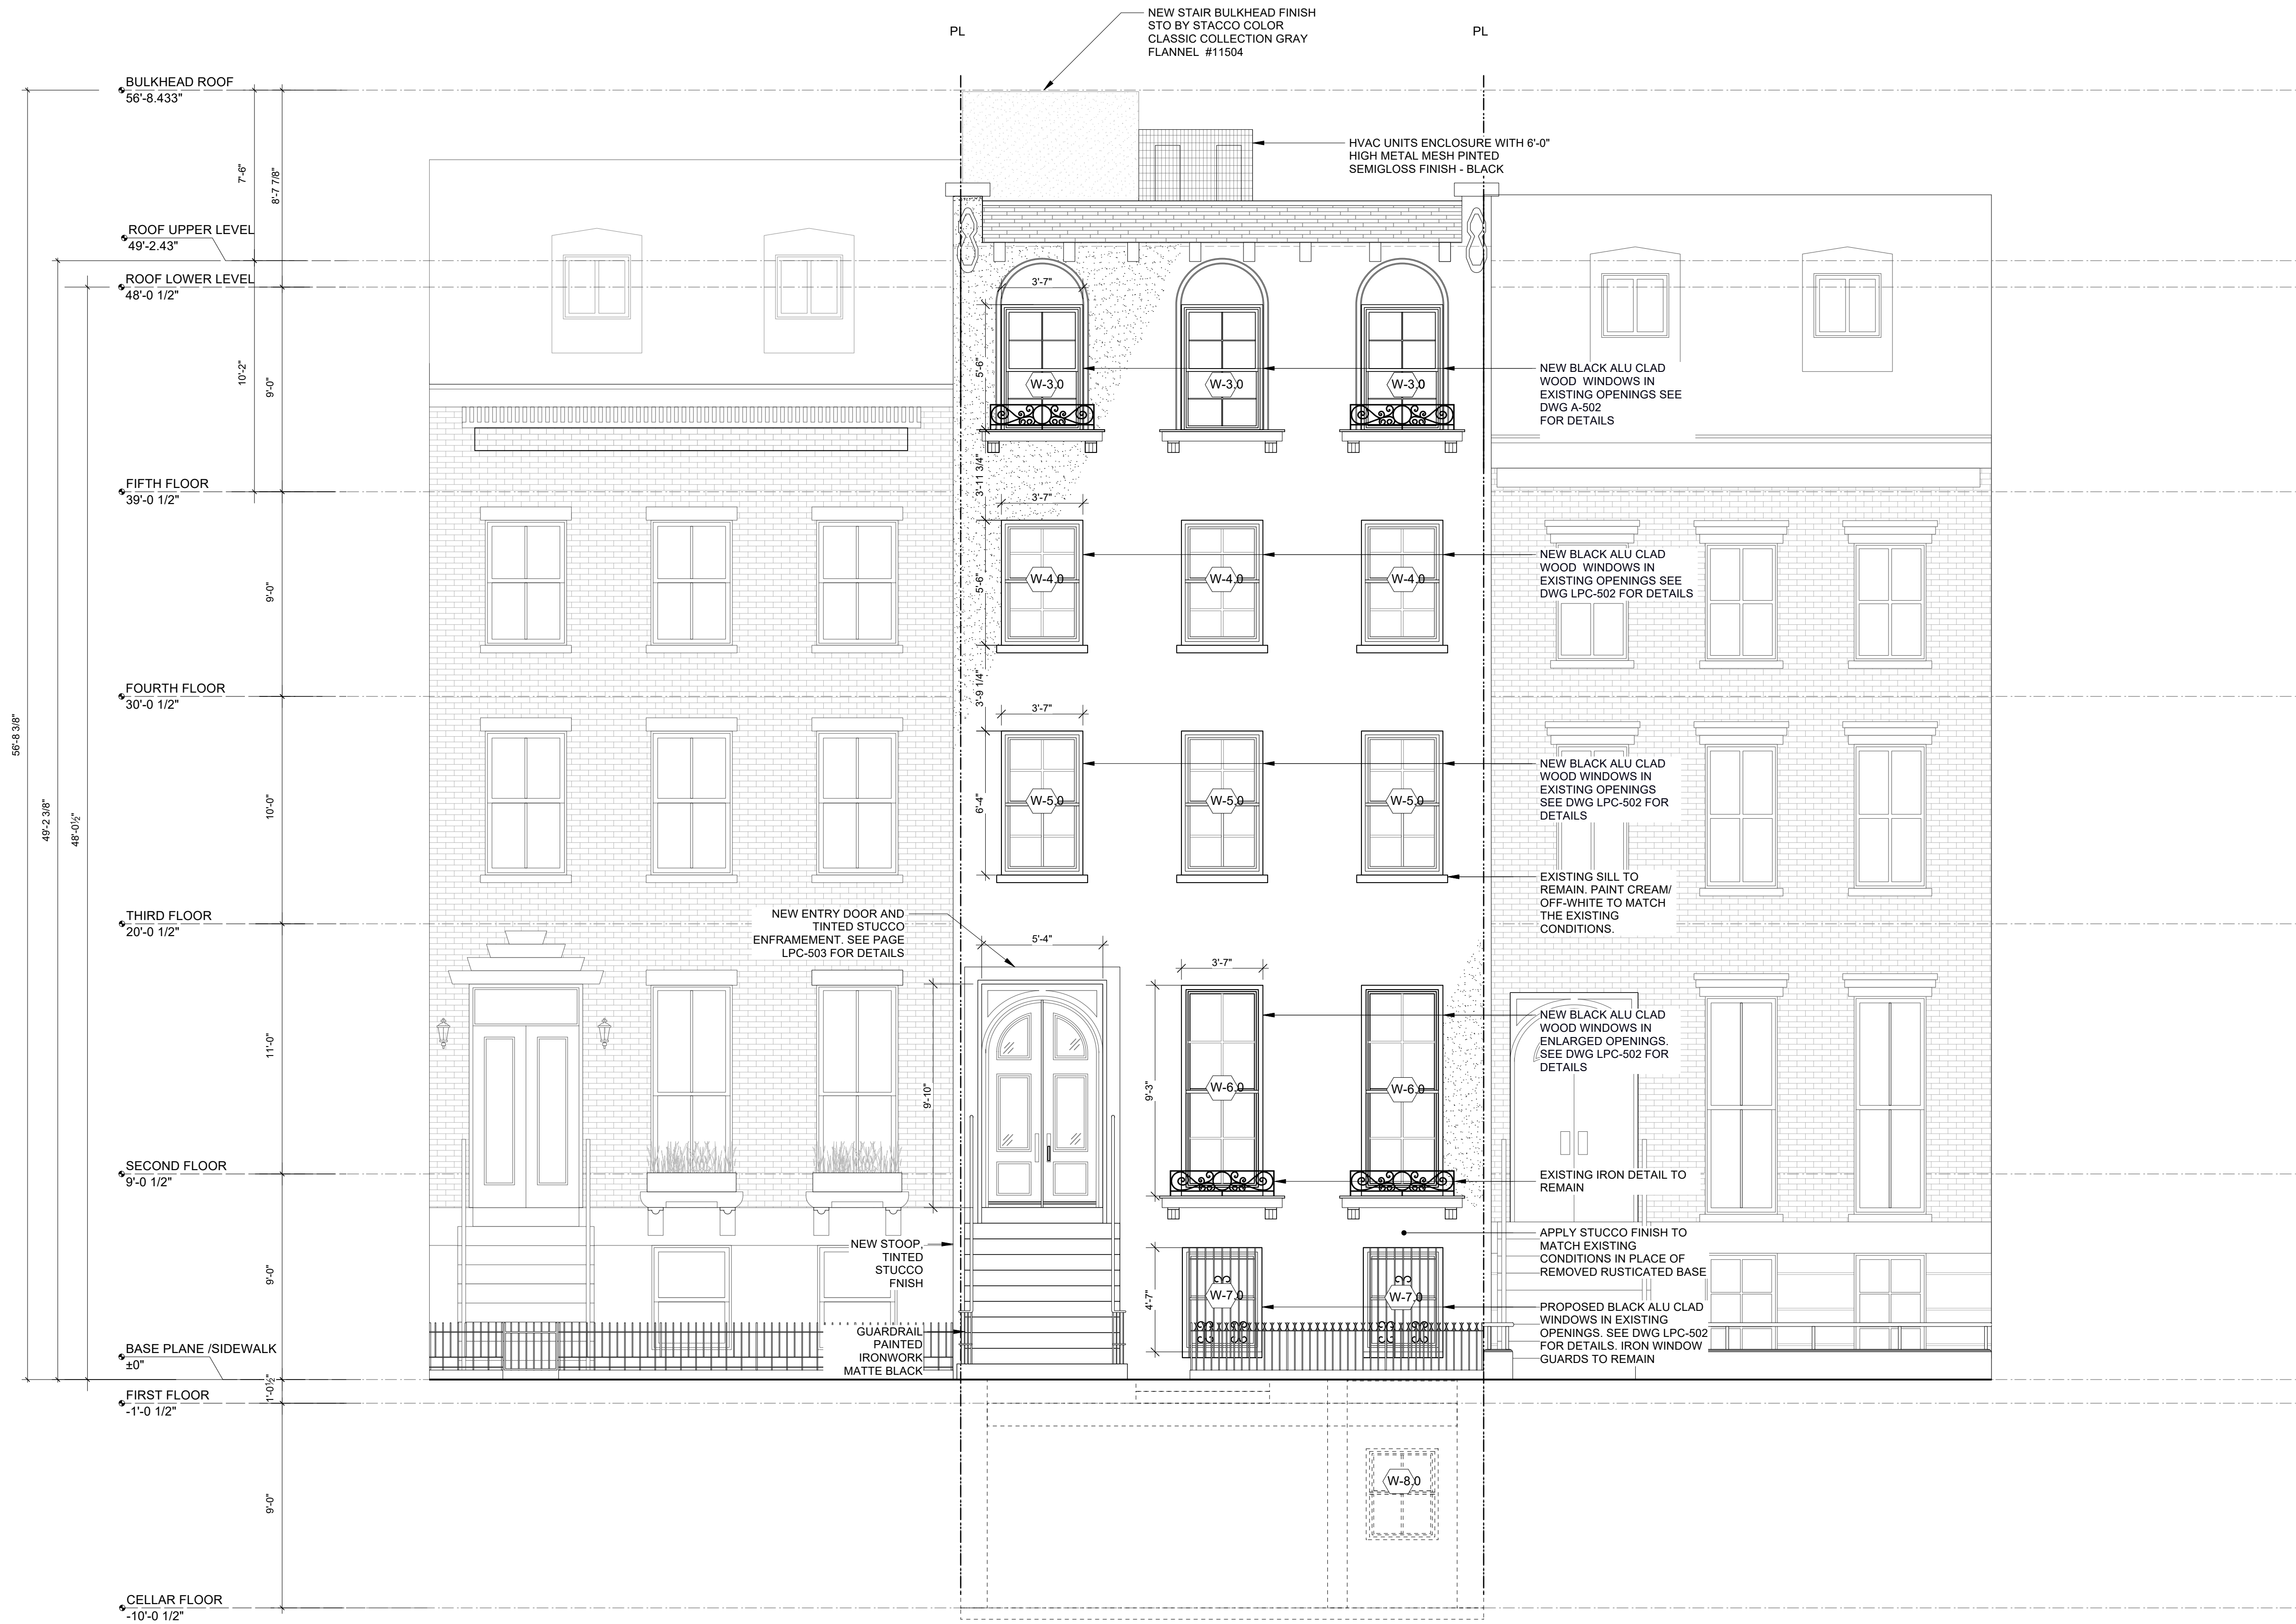 NEW STAIR BULKHEAD FINISH
STO BY STACCO COLOR
CLASSIC COLLECTION GRAY
FLANNEL #11504
PL
PL
BULKHEAD ROOF
56'-8.433"
HVAC UNITS ENCLOSURE WITH 6'-0"
HIGH METAL MESH PINTED
SEMIGLOSS FINISH - BLACK
7'-6"
8'-7 7/8"
ROOF UPPER LEVEL
49'-2.43"
ROOF LOWER LEVEL
48'-0 1/2"
3'-7"
10'-2"
9'-0"
5'-6"
W-3.0
W-3.0
W-3.0
NEW BLACK ALU CLAD
WOOD WINDOWS IN
EXISTING OPENINGS SEE
DWG A-502
FOR DETAILS
3'-11 3/4"
FIFTH FLOOR
39'-0 1/2"
3'-7"
9'-0"
5'-6"
W-4.0
W-4.0
W-4.0
NEW BLACK ALU CLAD
WOOD WINDOWS IN
EXISTING OPENINGS SEE
DWG LPC-502 FOR DETAILS
3'-9 1/4"
FOURTH FLOOR
30'-0 1/2"
3'-7"
56'-8 3/8"
49'-2 3/8"
48'-0½"
10'-0"
6'-4"
W-5.0
W-5.0
W-5.0
NEW BLACK ALU CLAD
WOOD WINDOWS IN
EXISTING OPENINGS
SEE DWG LPC-502 FOR
DETAILS
EXISTING SILL TO
REMAIN. PAINT CREAM/
OFF-WHITE TO MATCH
THE EXISTING
CONDITIONS.
THIRD FLOOR
20'-0 1/2"
NEW ENTRY DOOR AND
TINTED STUCCO
ENFRAMEMENT. SEE PAGE
LPC-503 FOR DETAILS
5'-4"
3'-7"
11'-0"
9'-10"
9'-3"
W-6.0
W-6.0
NEW BLACK ALU CLAD
WOOD WINDOWS IN
ENLARGED OPENINGS.
SEE DWG LPC-502 FOR
DETAILS
SECOND FLOOR
9'-0 1/2"
EXISTING IRON DETAIL TO
REMAIN
APPLY STUCCO FINISH TO
MATCH EXISTING
CONDITIONS IN PLACE OF
REMOVED RUSTICATED BASE
NEW STOOP,
TINTED
STUCCO
FNISH
9'-0"
4'-7"
W-7.0
W-7.0
PROPOSED BLACK ALU CLAD
WINDOWS IN EXISTING
OPENINGS. SEE DWG LPC-502
FOR DETAILS. IRON WINDOW
GUARDS TO REMAIN
GUARDRAIL
PAINTED
IRONWORK
MATTE BLACK
BASE PLANE /SIDEWALK
±0"
1'-0½"
FIRST FLOOR
-1'-0 1/2"
9'-0"
W-8.0
CELLAR FLOOR
-10'-0 1/2"